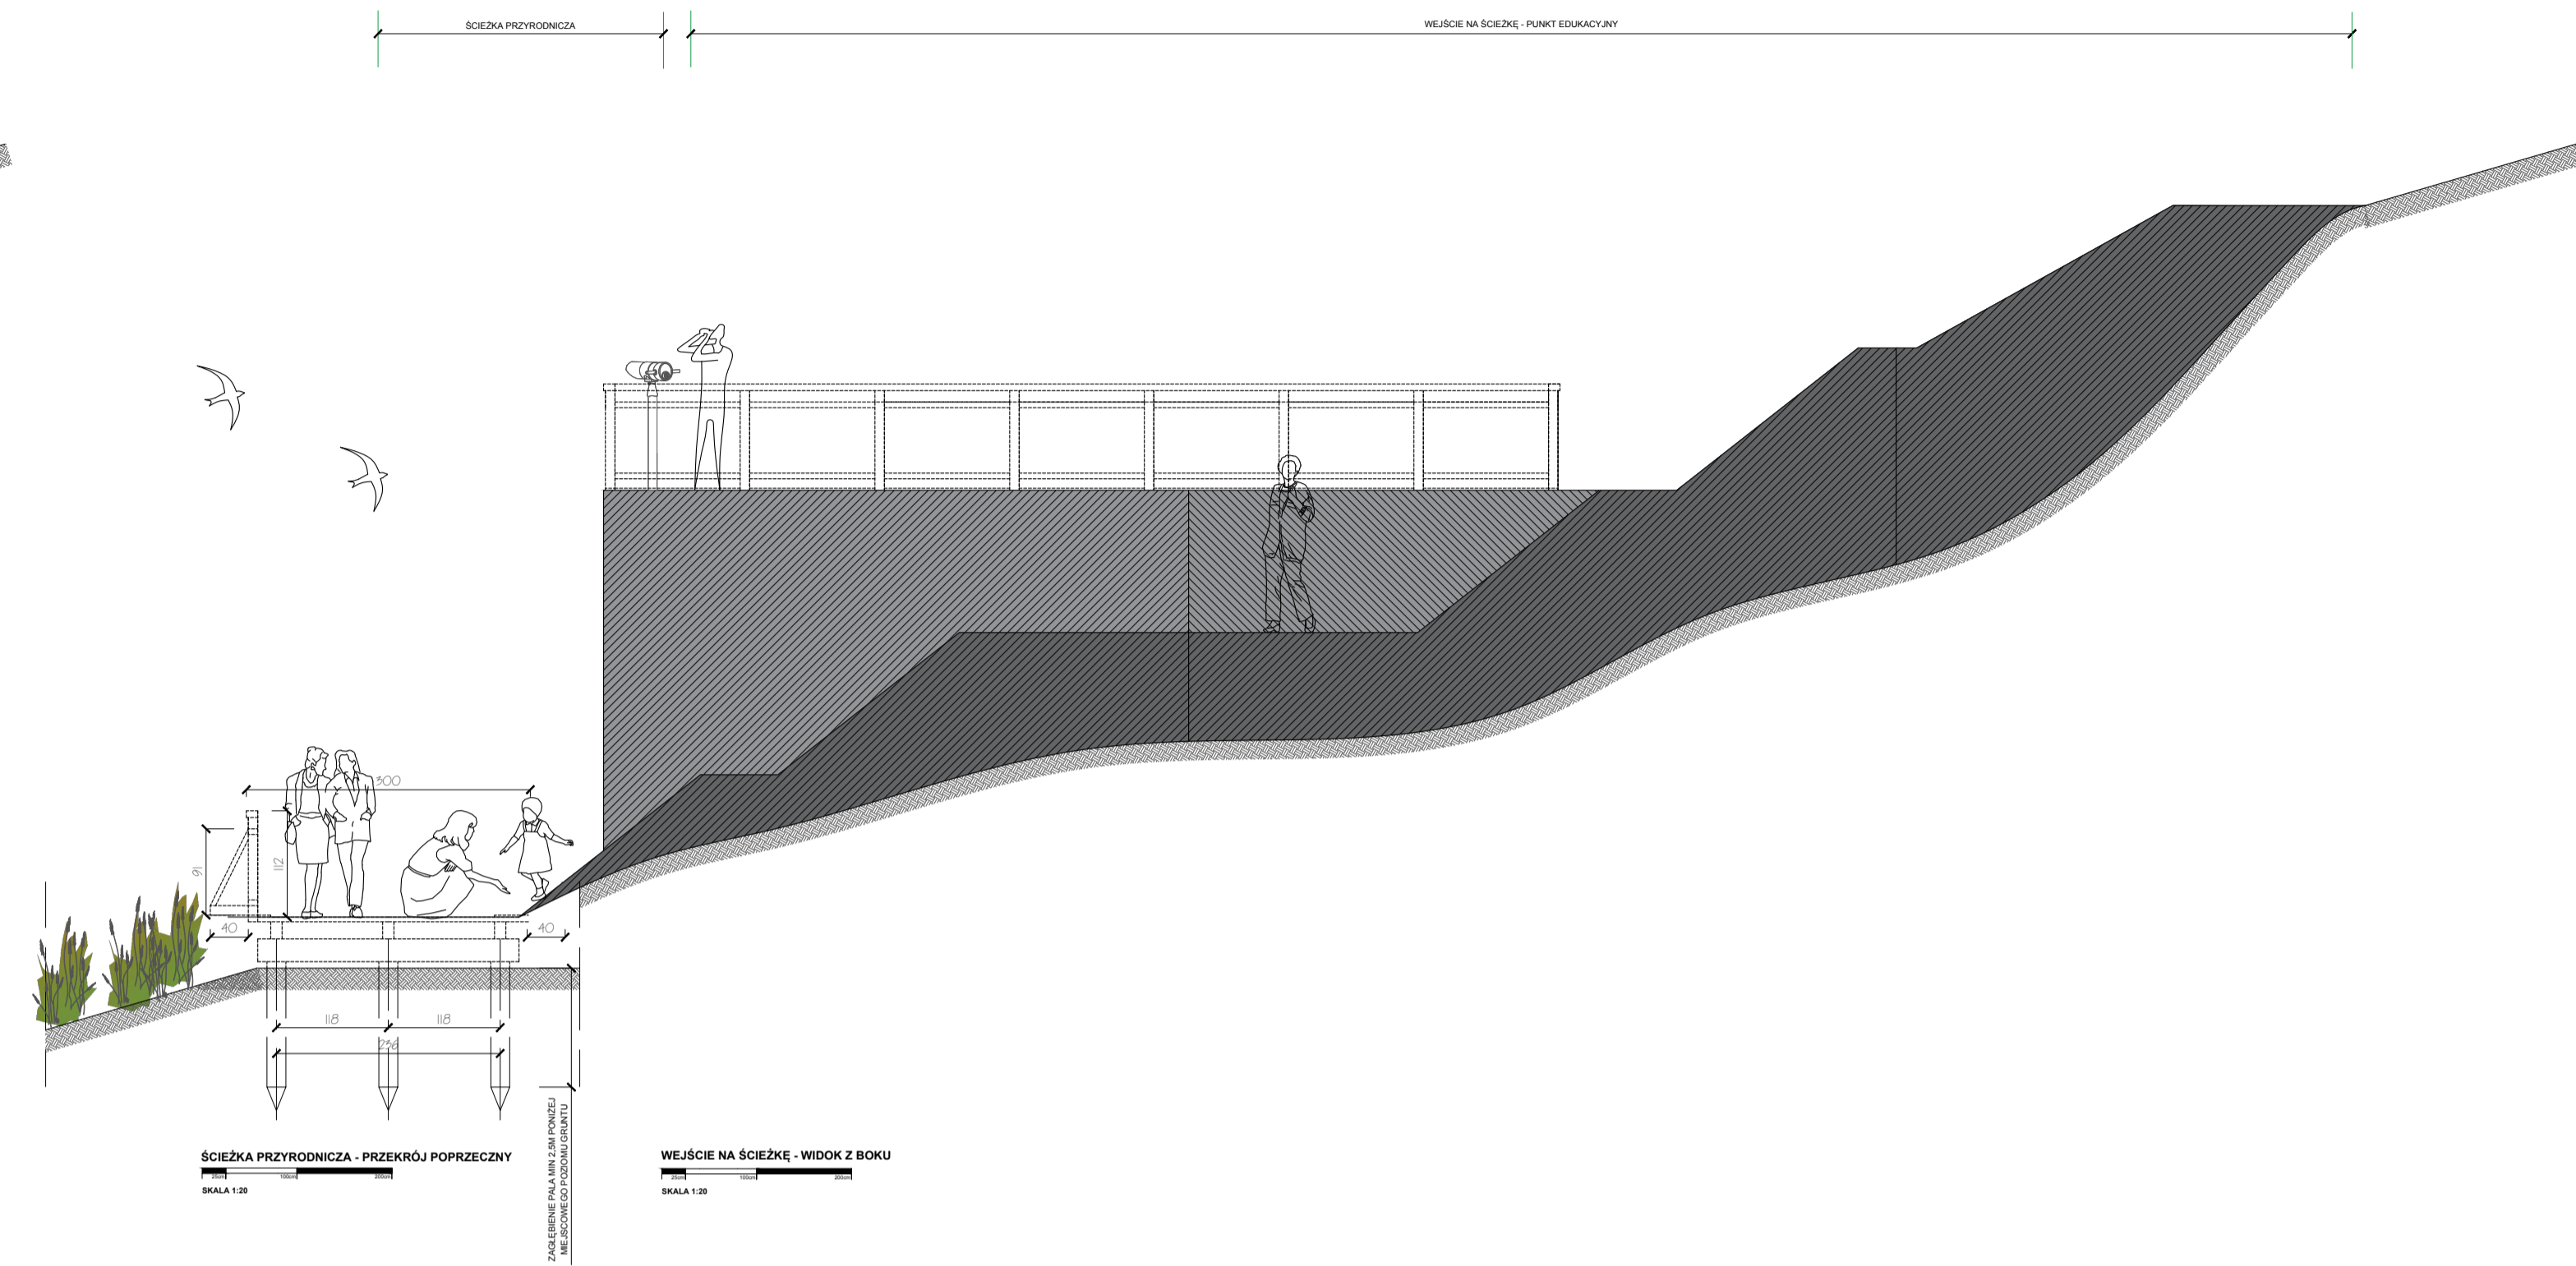 ŚCIEŻKA PRZYRODNICZA
WEJŚCIE NA ŚCIEŻKĘ - PUNKT EDUKACYJNY
300
91
112
40
40
118
118
236
ZAGŁĘBIENIE PALA MIN 2,5M PONIŻEJ
MIEJSCOWEGO POZIOMU GRUNTU
ŚCIEŻKA PRZYRODNICZA - PRZEKRÓJ POPRZECZNY
25cm 100cm 200cm
SKALA 1:20
WEJŚCIE NA ŚCIEŻKĘ - WIDOK Z BOKU
25cm 100cm 200cm
SKALA 1:20